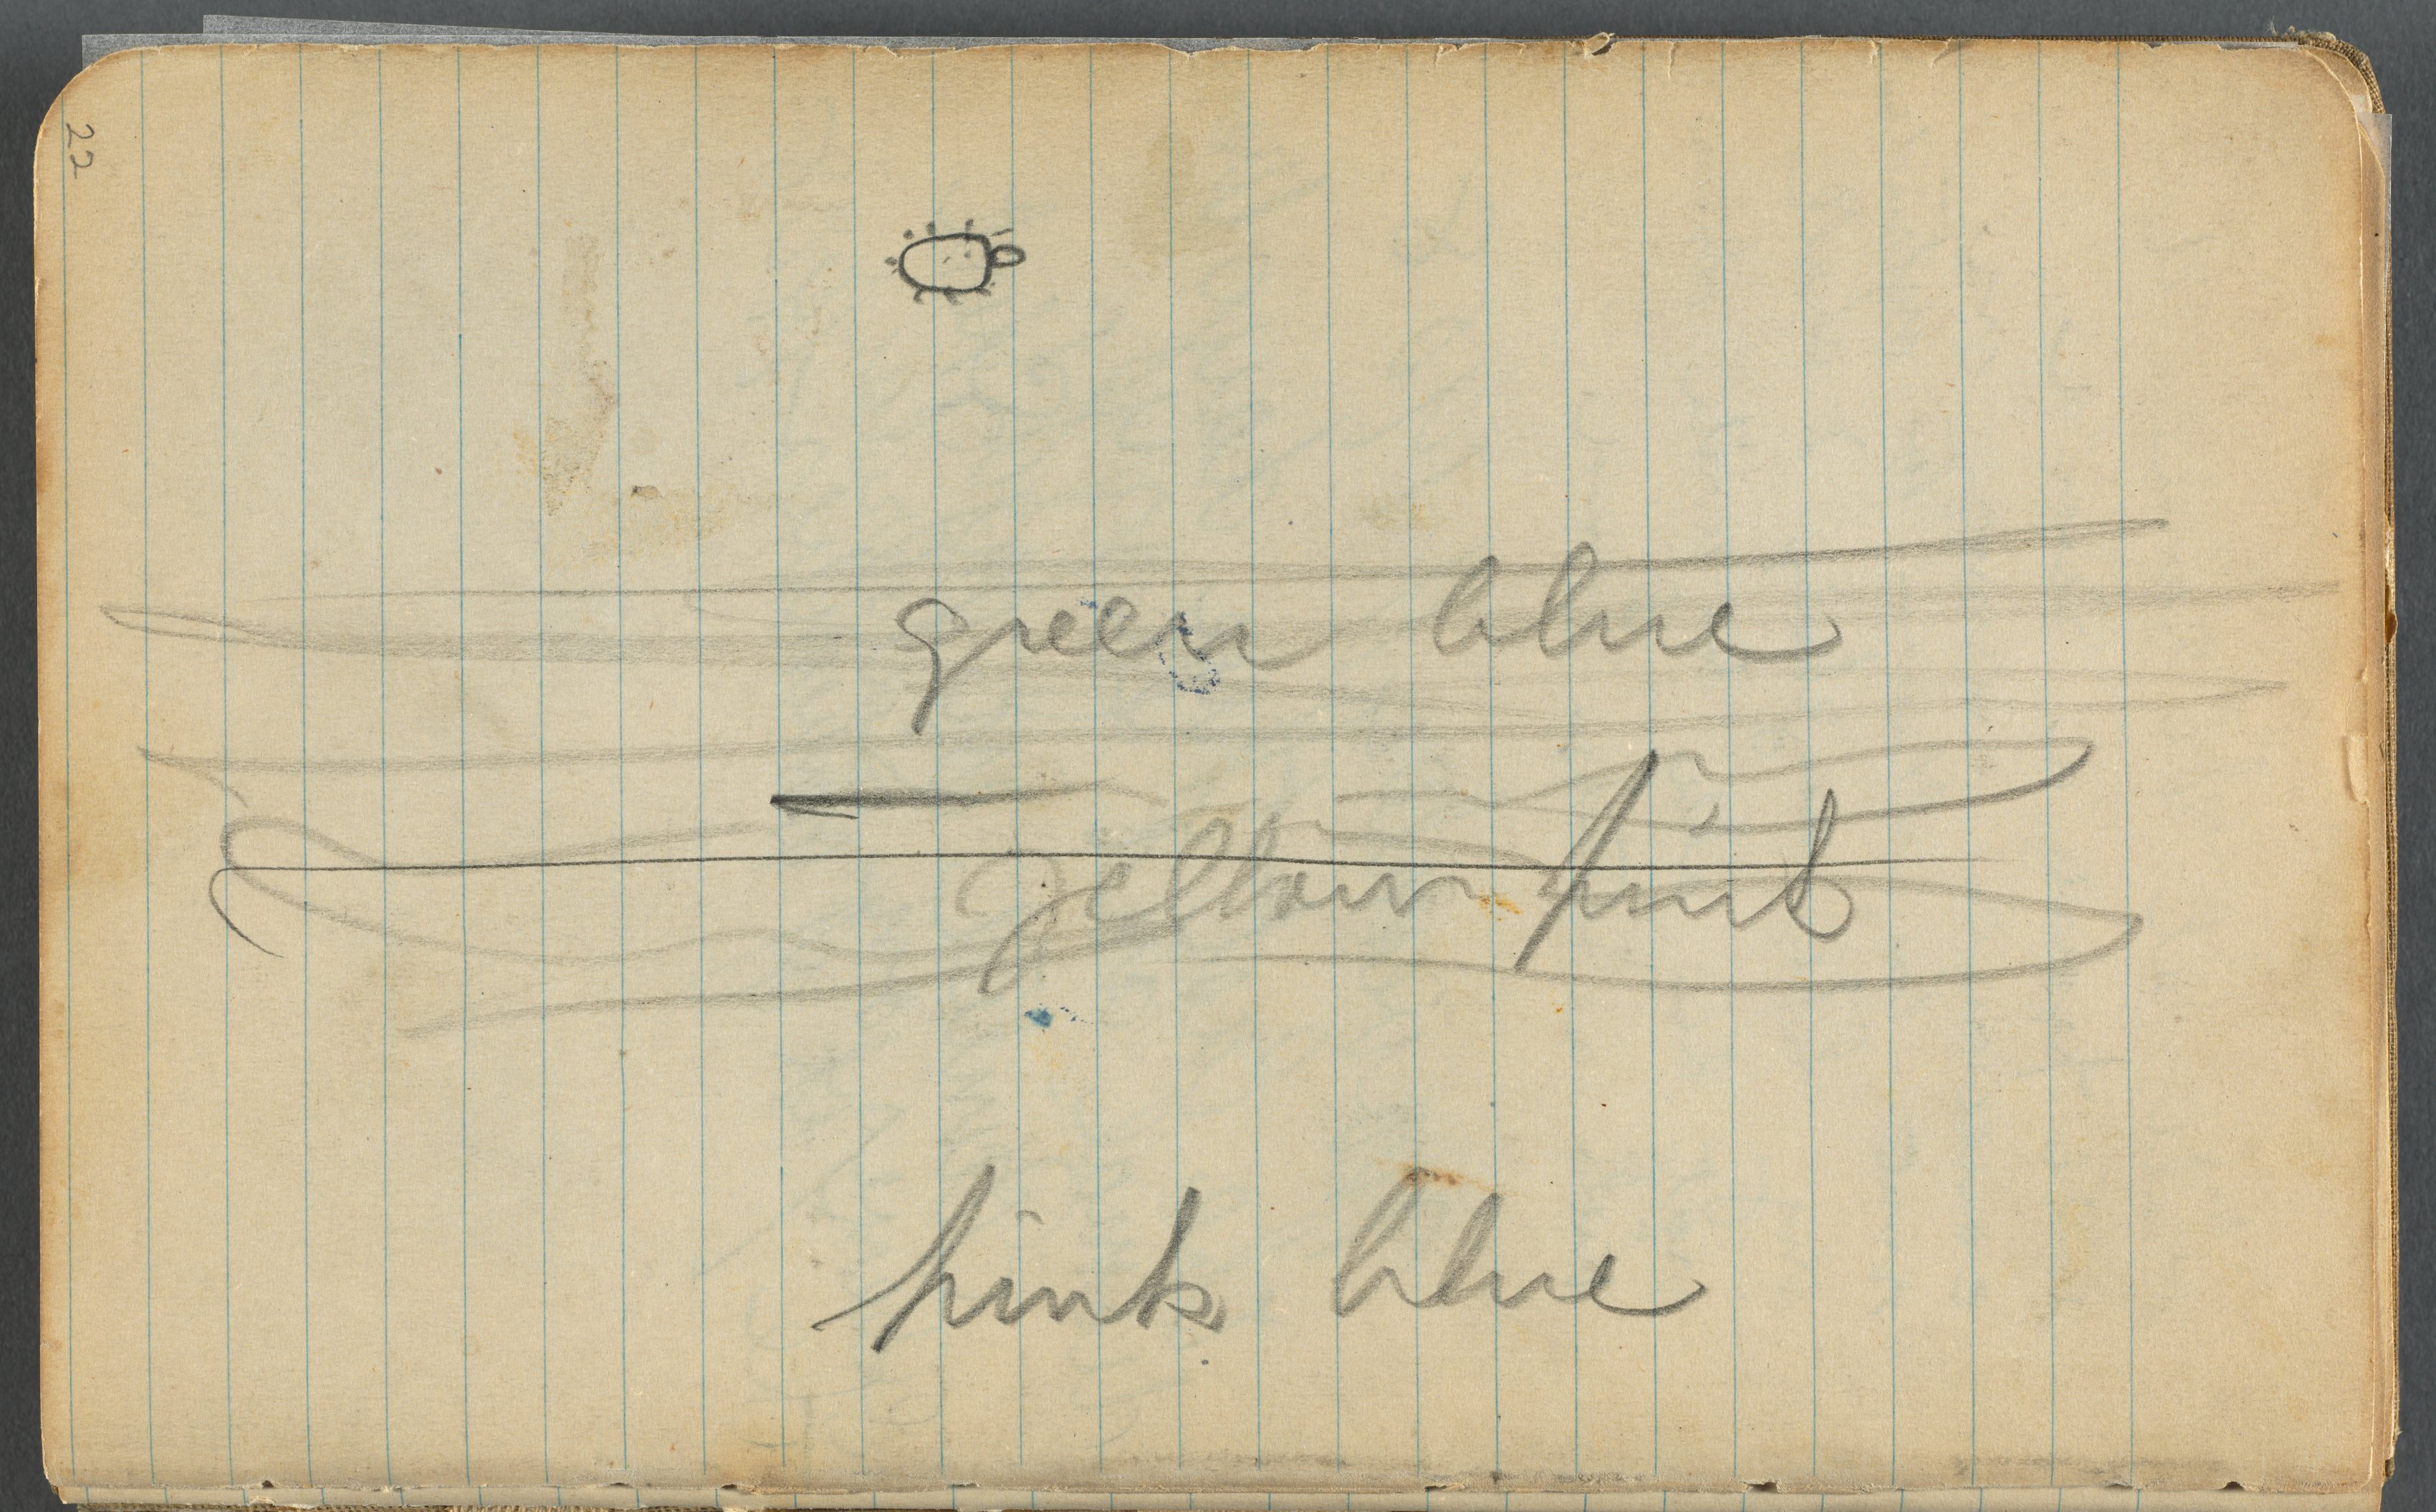 22
green blue
yellow pink
pink blue